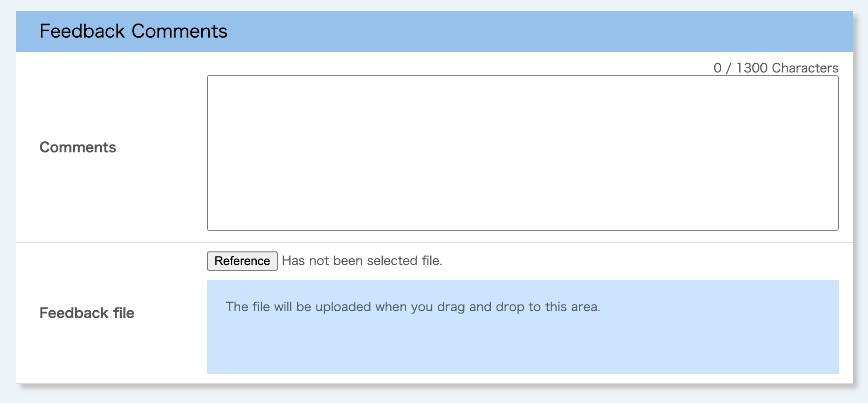 Feedback Comments
0 / 1300 Characters
Comments
Reference Has not been selected file.
Feedback file
The file will be uploaded when you drag and drop to this area.